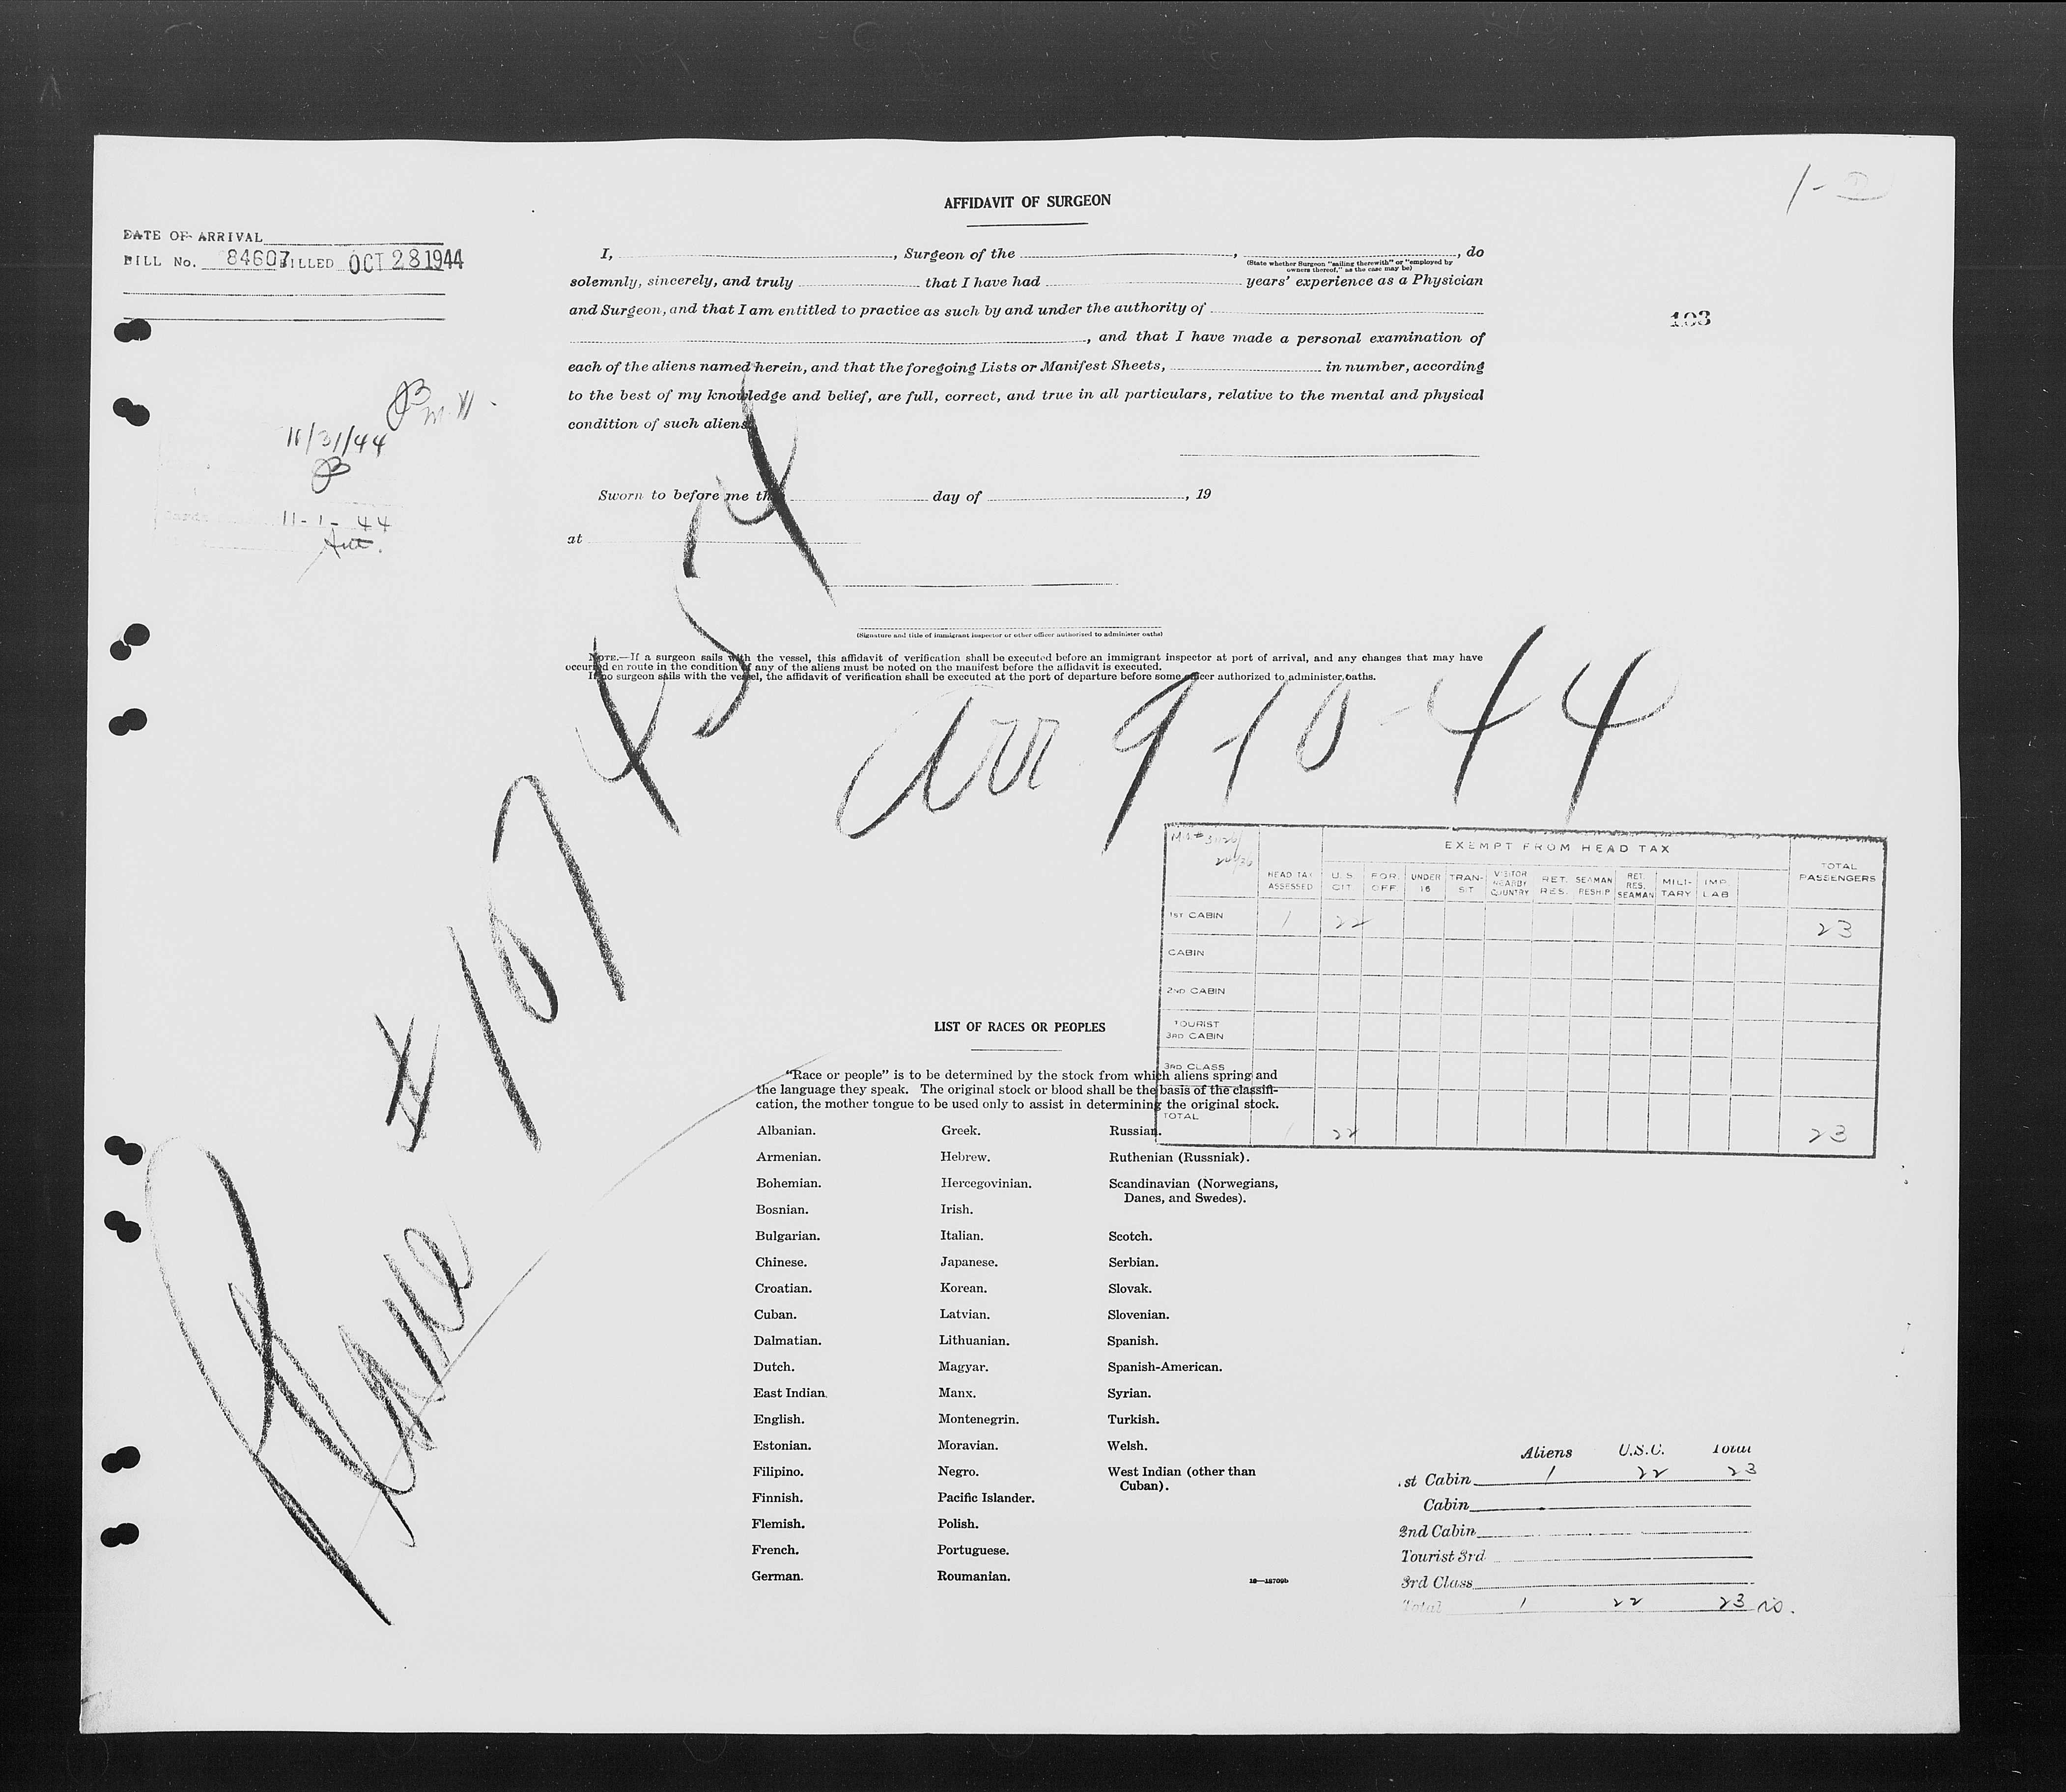 1-2
AFFIDAVIT OF SURGEON
DATE OF ARRIVAL
BILL No. 84607 BILLED OCT 28 1944
I, , Surgeon of the , , do
(State whether Surgeon "sailing therewith" or "employed by
owners thereof," as the case may be)
solemnly, sincerely, and truly that I have had years' experience as a Physician
and Surgeon, and that I am entitled to practice as such by and under the authority of
, and that I have made a personal examination of
103
each of the aliens named herein, and that the foregoing Lists or Manifest Sheets, in number, according
to the best of my knowledge and belief, are full, correct, and true in all particulars, relative to the mental and physical
condition of such aliens
11/31/44
11-1-44
Sworn to before me this day of , 19
at
(Signature and title of immigrant inspector or other officer authorized to administer oaths)
NOTE.—If a surgeon sails with the vessel, this affidavit of verification shall be executed before an immigrant inspector at port of arrival, and any changes that may have
occurred en route in the condition of any of the aliens must be noted on the manifest before the affidavit is executed.
If no surgeon sails with the vessel, the affidavit of verification shall be executed at the port of departure before some officer authorized to administer oaths.
Plane # 107454
Arr 9-10-44
EXEMPT FROM HEAD TAX
HEAD TAX ASSESSED U.S. CIT. FOR. OFF. UNDER 16 TRANSIT VISITOR NEARBY COUNTRY RET. RES. SEAMAN RESHIP RET. RES. SEAMAN MILITARY IMP. LAB TOTAL PASSENGERS
1ST CABIN 1 22 23
CABIN
2ND CABIN
TOURIST
3RD CABIN
3RD CLASS
TOTAL 1 22 23
LIST OF RACES OR PEOPLES
"Race or people" is to be determined by the stock from which aliens spring and
the language they speak. The original stock or blood shall be the basis of the classifi-
cation, the mother tongue to be used only to assist in determining the original stock.
Albanian. Greek. Russian.
Armenian. Hebrew. Ruthenian (Russniak).
Bohemian. Hercegovinian. Scandinavian (Norwegians,
Danes, and Swedes).
Bosnian. Irish.
Bulgarian. Italian. Scotch.
Chinese. Japanese. Serbian.
Croatian. Korean. Slovak.
Cuban. Latvian. Slovenian.
Dalmatian. Lithuanian. Spanish.
Dutch. Magyar. Spanish-American.
East Indian. Manx. Syrian.
English. Montenegrin. Turkish.
Estonian. Moravian. Welsh.
Filipino. Negro. West Indian (other than
Cuban).
Finnish. Pacific Islander.
Flemish. Polish.
French. Portuguese.
German. Roumanian.
16—18709b
Aliens U.S.C. Total
1st Cabin 1 22 23
Cabin
2nd Cabin
Tourist 3rd
3rd Class
Total 1 22 23